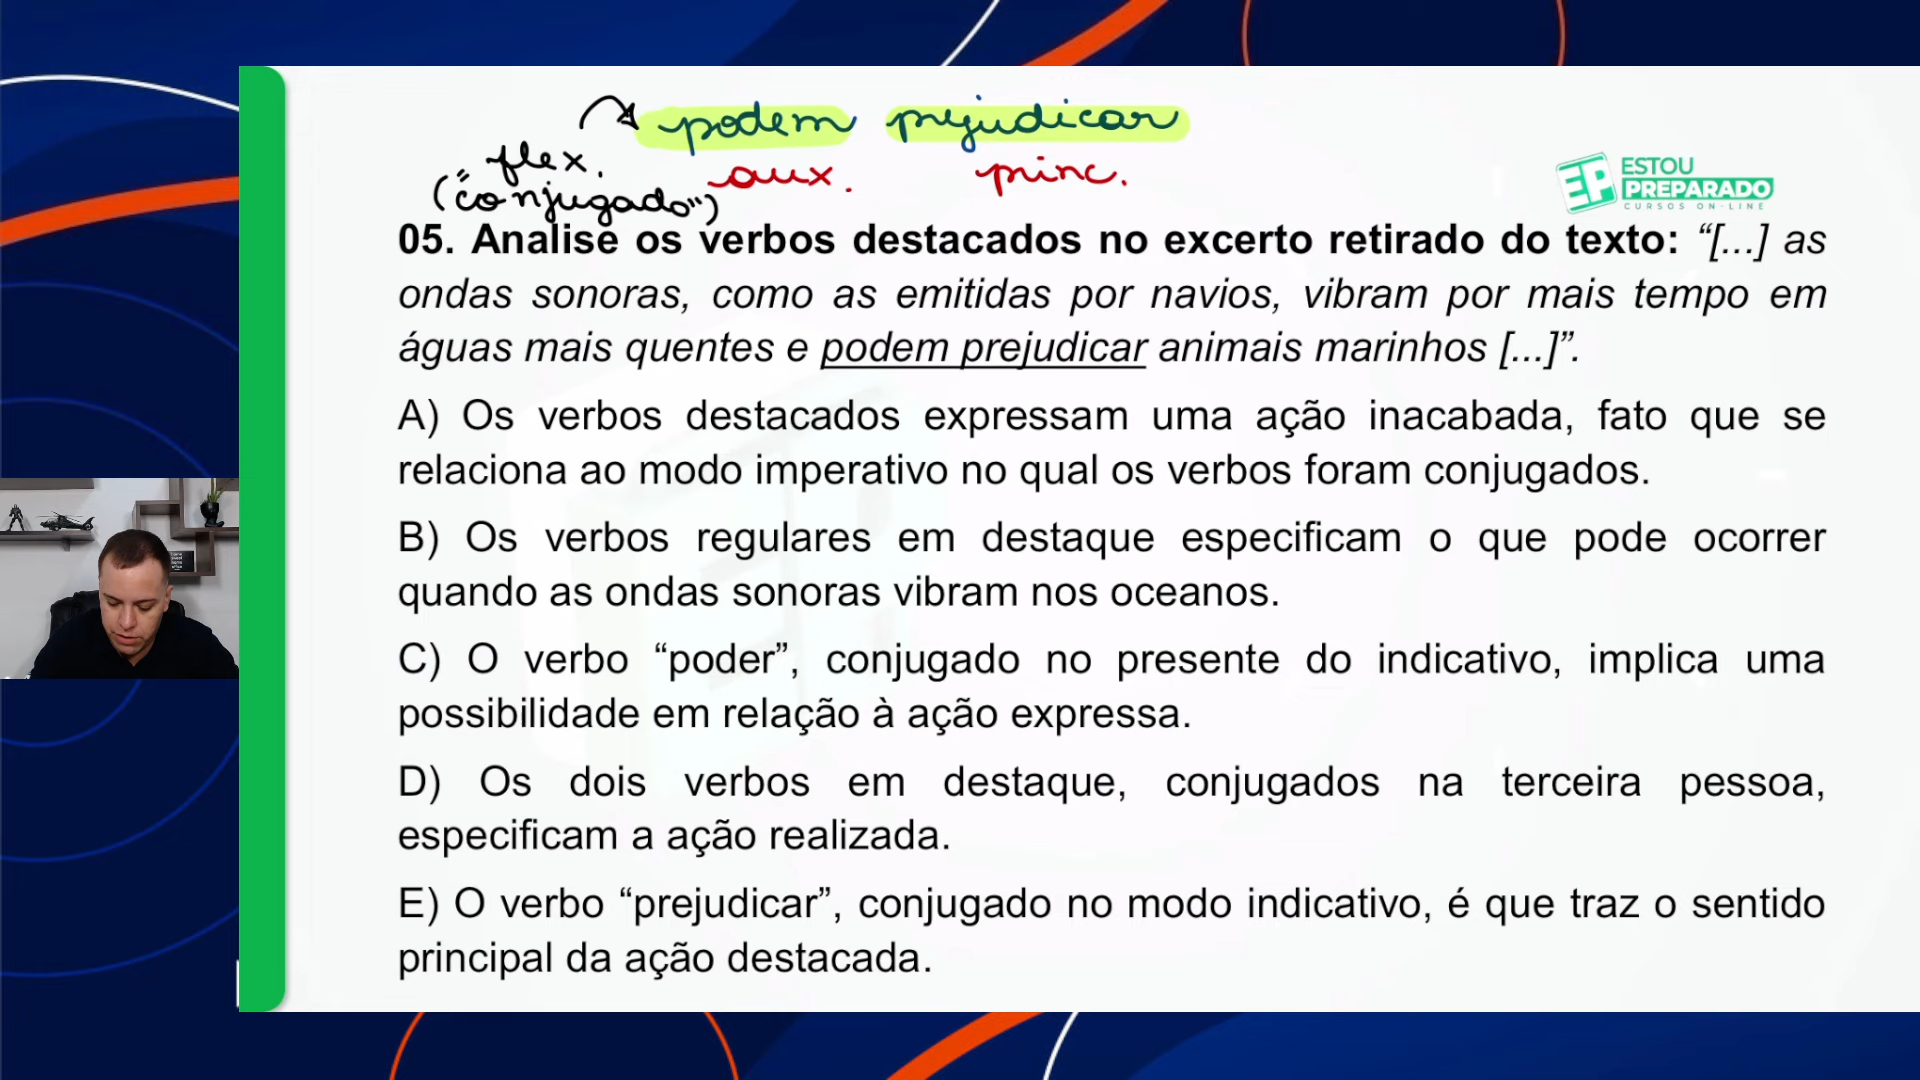 podem prejudicar
flex.
("conjugado")
aux. princ.
EP ESTOU
PREPARADO
CURSOS ON-LINE
05. Analise os verbos destacados no excerto retirado do texto: “[...] as
ondas sonoras, como as emitidas por navios, vibram por mais tempo em
águas mais quentes e podem prejudicar animais marinhos [...]”.
A) Os verbos destacados expressam uma ação inacabada, fato que se
relaciona ao modo imperativo no qual os verbos foram conjugados.
B) Os verbos regulares em destaque especificam o que pode ocorrer
quando as ondas sonoras vibram nos oceanos.
C) O verbo “poder”, conjugado no presente do indicativo, implica uma
possibilidade em relação à ação expressa.
D) Os dois verbos em destaque, conjugados na terceira pessoa,
especificam a ação realizada.
E) O verbo “prejudicar”, conjugado no modo indicativo, é que traz o sentido
principal da ação destacada.